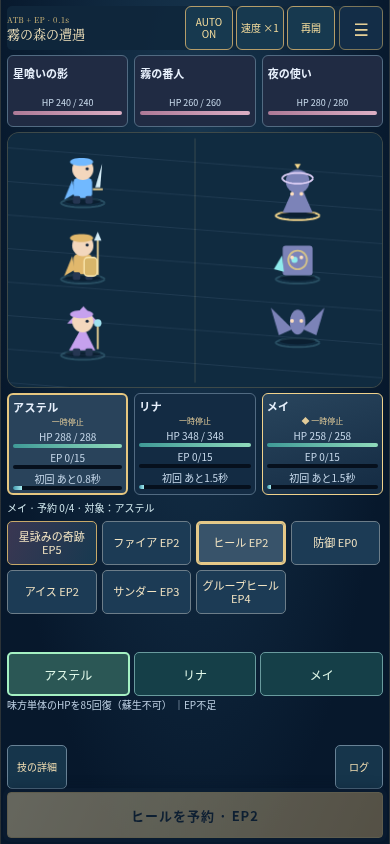 ATB + EP · 0.1s
霧の森の遭遇
AUTO
ON
速度 ×1
再開
☰
星喰いの影
HP 240 / 240
霧の番人
HP 260 / 260
夜の使い
HP 280 / 280
アステル
一時停止
HP 288 / 288
EP 0/15
初回 あと0.8秒
リナ
一時停止
HP 348 / 348
EP 0/15
初回 あと1.5秒
メイ
◆ 一時停止
HP 258 / 258
EP 0/15
初回 あと1.5秒
メイ · 予約 0/4 · 対象：アステル
星詠みの奇跡
EP5
ファイア EP2
ヒール EP2
防御 EP0
アイス EP2
サンダー EP3
グループヒール
EP4
アステル
リナ
メイ
味方単体のHPを85回復（蘇生不可）｜EP不足
技の詳細
ログ
ヒールを予約 · EP2